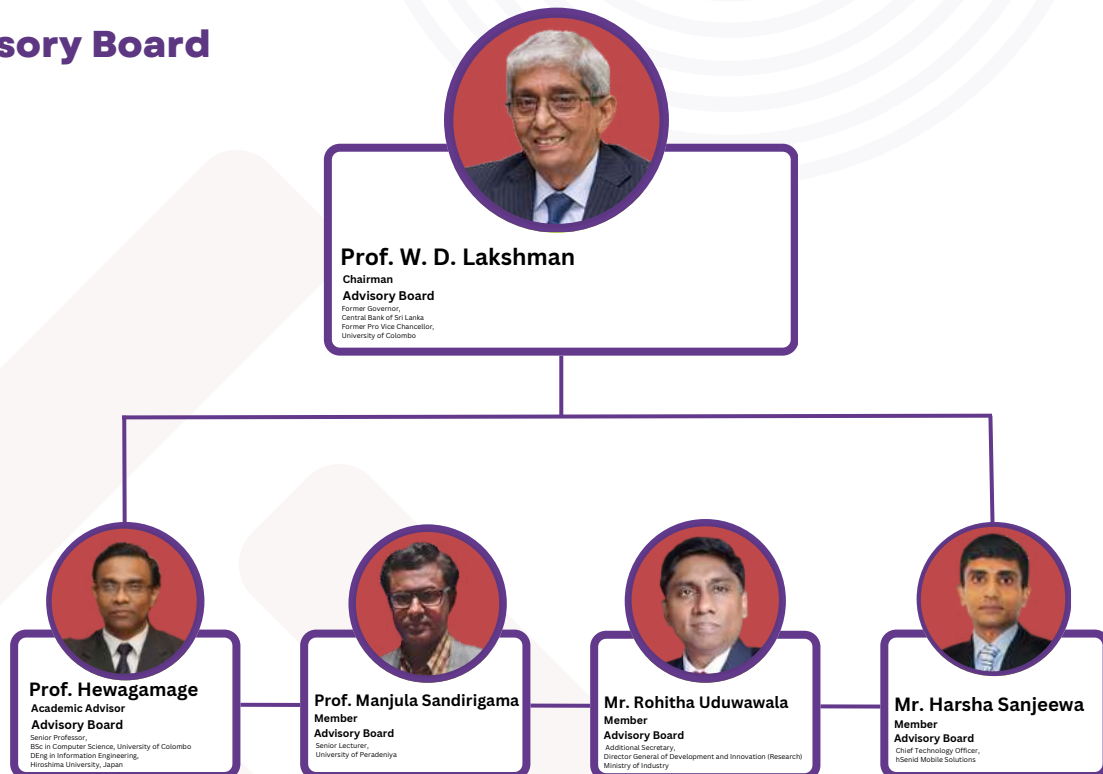 sory Board
Prof. W. D. Lakshman
Chairman
Advisory Board
Former Governor,
Central Bank of Sri Lanka
Former Pro Vice Chancellor,
University of Colombo
Prof. Hewagamage
Academic Advisor
Advisory Board
Senior Professor,
BSc in Computer Science, University of Colombo
DEng in Information Engineering,
Hiroshima University, Japan
Prof. Manjula Sandirigama
Member
Advisory Board
Senior Lecturer,
University of Peradeniya
Mr. Rohitha Uduwawala
Member
Advisory Board
Additional Secretary,
Director General of Development and Innovation (Research)
Ministry of Industry
Mr. Harsha Sanjeewa
Member
Advisory Board
Chief Technology Officer,
hSenid Mobile Solutions